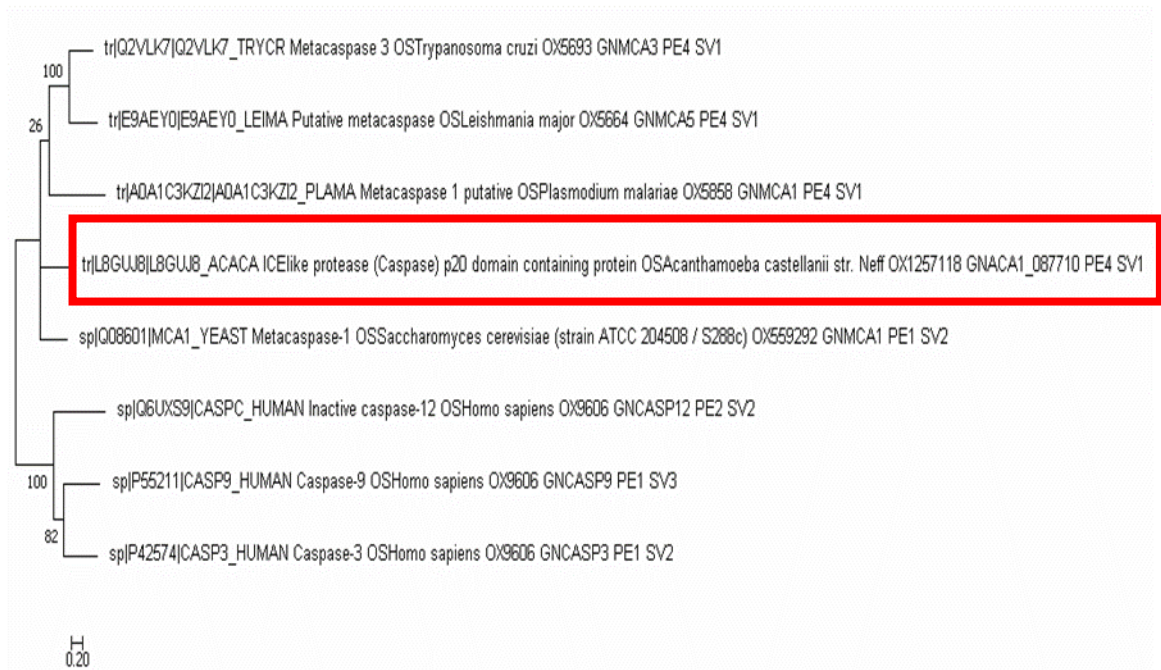 tr|Q2VLK7|Q2VLK7_TRYCR Metacaspase 3 OSTrypanosoma cruzi OX5693 GNMCA3 PE4 SV1
100
tr|E9AEY0|E9AEY0_LEIMA Putative metacaspase OSLeishmania major OX5664 GNMCA5 PE4 SV1
26
tr|A0A1C3KZI2|A0A1C3KZI2_PLAMA Metacaspase 1 putative OSPlasmodium malariae OX5858 GNMCA1 PE4 SV1
tr|L8GUJ8|L8GUJ8_ACACA ICElike protease (Caspase) p20 domain containing protein OSAcanthamoeba castellanii str. Neff OX1257118 GNACA1_087710 PE4 SV1
sp|Q08601|MCA1_YEAST Metacaspase-1 OSSaccharomyces cerevisiae (strain ATCC 204508 / S288c) OX559292 GNMCA1 PE1 SV2
sp|Q6UXS9|CASPC_HUMAN Inactive caspase-12 OSHomo sapiens OX9606 GNCASP12 PE2 SV2
100
sp|P55211|CASP9_HUMAN Caspase-9 OSHomo sapiens OX9606 GNCASP9 PE1 SV3
82
sp|P42574|CASP3_HUMAN Caspase-3 OSHomo sapiens OX9606 GNCASP3 PE1 SV2
0.20